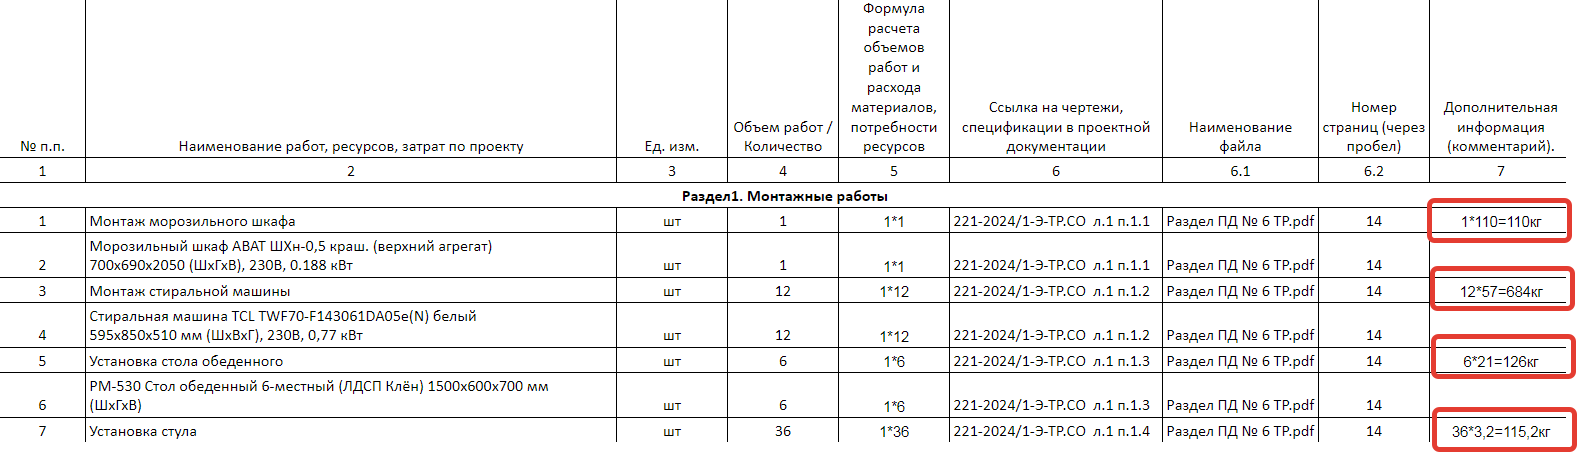 Формула
расчета
объемов
работ и
расхода
материалов,
потребности
ресурсов
№ п.п.
Наименование работ, ресурсов, затрат по проекту
Ед. изм.
Объем работ /
Количество
Ссылка на чертежи,
спецификации в проектной
документации
Наименование
файла
Номер
страниц (через
пробел)
Дополнительная
информация
(комментарий).
1 2 3 4 5 6 6.1 6.2 7
Раздел1. Монтажные работы
1 Монтаж морозильного шкафа шт 1 1*1 221-2024/1-Э-ТР.СО л.1 п.1.1 Раздел ПД № 6 ТР.pdf 14 1*110=110кг
Морозильный шкаф ABAT ШХн-0,5 краш. (верхний агрегат)
2 700х690х2050 (ШхГхВ), 230В, 0.188 кВт шт 1 1*1 221-2024/1-Э-ТР.СО л.1 п.1.1 Раздел ПД № 6 ТР.pdf 14
3 Монтаж стиральной машины шт 12 1*12 221-2024/1-Э-ТР.СО л.1 п.1.2 Раздел ПД № 6 ТР.pdf 14 12*57=684кг
Стиральная машина TCL TWF70-F143061DA05e(N) белый
4 595х850х510 мм (ШхВхГ), 230В, 0,77 кВт шт 12 1*12 221-2024/1-Э-ТР.СО л.1 п.1.2 Раздел ПД № 6 ТР.pdf 14
5 Установка стола обеденного шт 6 1*6 221-2024/1-Э-ТР.СО л.1 п.1.3 Раздел ПД № 6 ТР.pdf 14 6*21=126кг
РМ-530 Стол обеденный 6-местный (ЛДСП Клён) 1500х600х700 мм
6 (ШхГхВ) шт 6 1*6 221-2024/1-Э-ТР.СО л.1 п.1.3 Раздел ПД № 6 ТР.pdf 14
7 Установка стула шт 36 1*36 221-2024/1-Э-ТР.СО л.1 п.1.4 Раздел ПД № 6 ТР.pdf 14 36*3,2=115,2кг